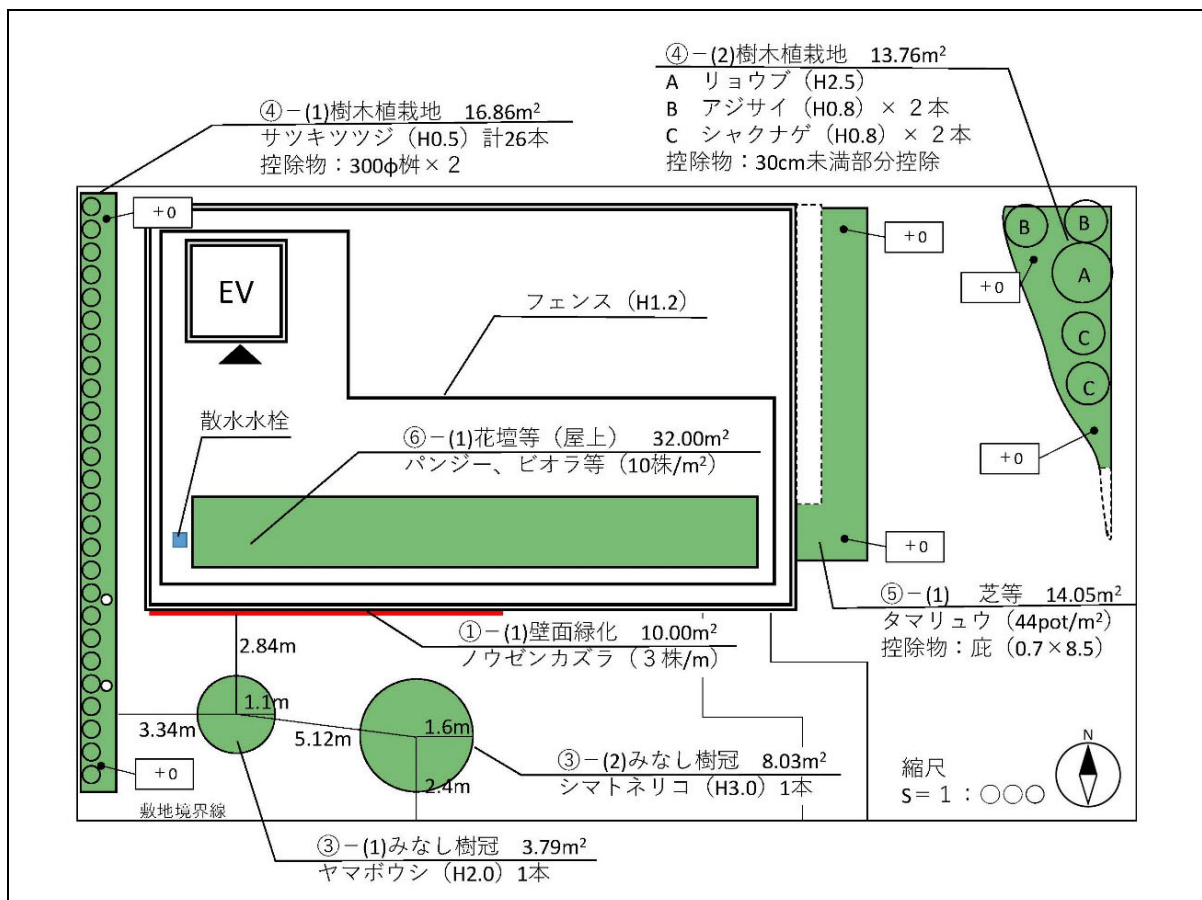 ④－(2)樹木植栽地　13.76m²
A　リョウブ（H2.5）
B　アジサイ（H0.8）× ２本
C　シャクナゲ（H0.8）× ２本
控除物：30cm未満部分控除
④－(1)樹木植栽地　16.86m²
サツキツツジ（H0.5）計26本
控除物：300φ桝× 2
+0
+0
B
B
A
+0
EV
フェンス（H1.2）
C
C
散水水栓
⑥－(1)花壇等（屋上）　32.00m²
パンジー、ビオラ等（10株/m²）
+0
+0
⑤－(1)　芝等　14.05m²
タマリュウ（44pot/m²）
控除物：庇（0.7×8.5）
①－(1)壁面緑化　10.00m²
ノウゼンカズラ（３株/m）
2.84m
1.1m
3.34m
5.12m
1.6m
2.4m
③－(2)みなし樹冠　8.03m²
シマトネリコ（H3.0）1本
+0
敷地境界線
縮尺
S=１：○○○
N
③－(1)みなし樹冠　3.79m²
ヤマボウシ（H2.0）1本